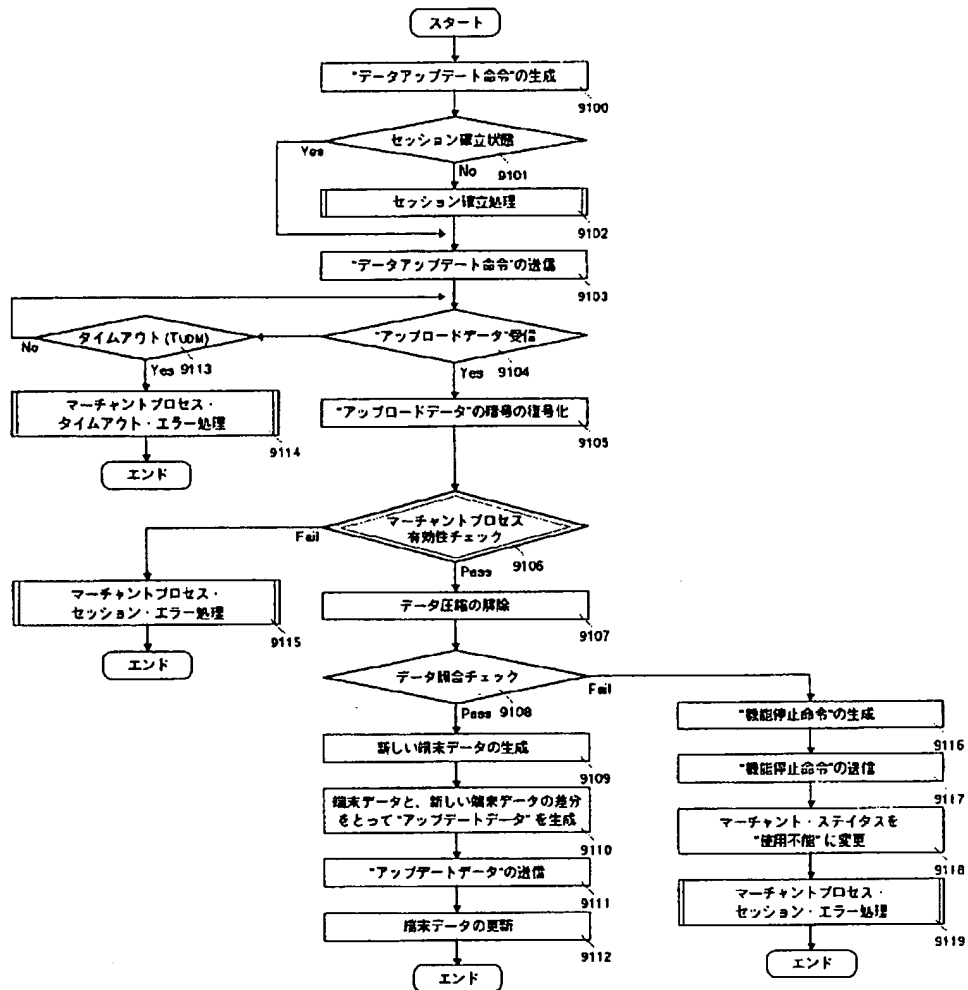 スタート
"データアップデート命令"の生成
9100
セッション確立状態
Yes
No
9101
セッション確立処理
9102
"データアップデート命令"の送信
9103
タイムアウト(TUDM)
No
Yes
9113
"アップロードデータ"受信
9104
Yes
マーチャントプロセス・
タイムアウト・エラー処理
9114
エンド
"アップロードデータ"の暗号の復号化
9105
マーチャントプロセス
有効性チェック
Fail
9106
Pass
マーチャントプロセス・
セッション・エラー処理
9115
エンド
データ圧縮の解除
9107
データ照合チェック
Fail
Pass
9108
新しい端末データの生成
9109
端末データと、新しい端末データの差分
をとって"アップデートデータ"を生成
9110
"アップデートデータ"の送信
9111
端末データの更新
9112
エンド
"機能停止命令"の生成
9116
"機能停止命令"の送信
9117
マーチャント・ステイタスを
"使用不能"に変更
9118
マーチャントプロセス・
セッション・エラー処理
9119
エンド